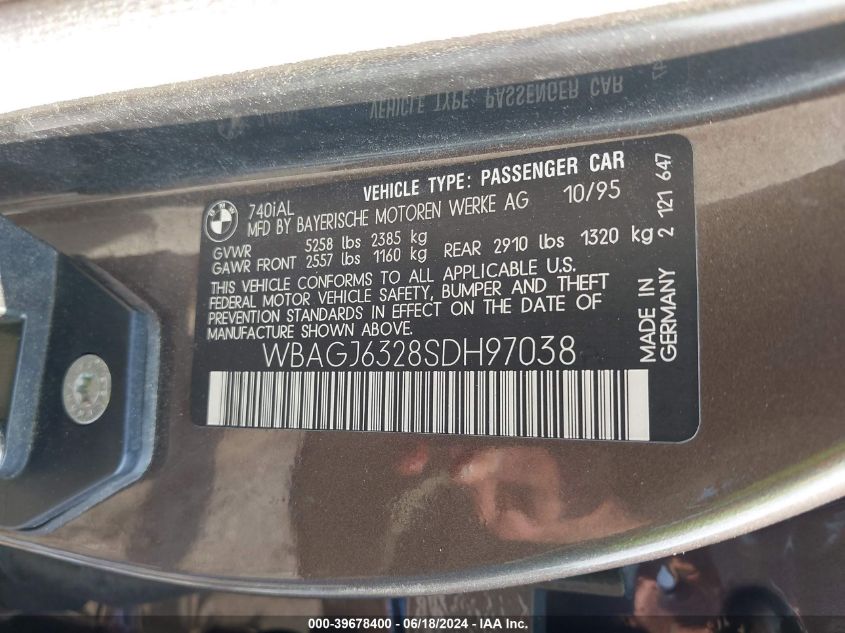 VEHICLE TYPE: PASSENGER CAR
740iAL
MFD BY BAYERISCHE MOTOREN WERKE AG 10/95
GVWR 5258 lbs 2385 kg
GAWR FRONT 2557 lbs 1160 kg REAR 2910 lbs 1320 kg
THIS VEHICLE CONFORMS TO ALL APPLICABLE U.S.
FEDERAL MOTOR VEHICLE SAFETY, BUMPER AND THEFT
PREVENTION STANDARDS IN EFFECT ON THE DATE OF
MANUFACTURE SHOWN ABOVE.
WBAGJ6328SDH97038
MADE IN
GERMANY
2 121 647
VEHICLE TYPE: PASSENGER CAR
740iAL
000-39678400 / 06/18/2024 / IAAI.COM